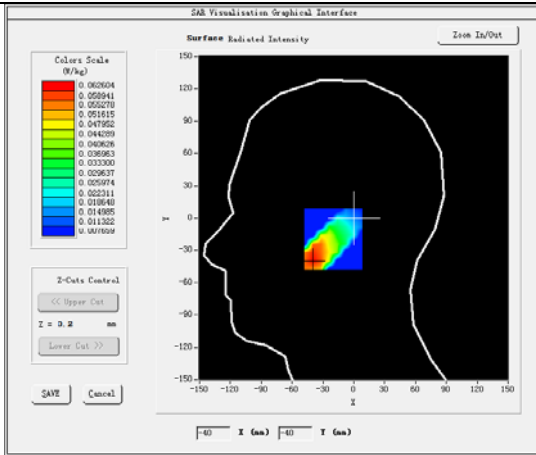 SAR Visualisation Graphical Interface
Surface Radiated Intensity
Zoom In/Out
Colors Scale
(W/kg)
0.062604
0.058941
0.055278
0.051615
0.047952
0.044289
0.040626
0.036963
0.033300
0.029637
0.025974
0.022311
0.018648
0.014985
0.011322
0.007659
Z-Cuts Control
<< Upper Cut
Z = 0.2 mm
Lower Cut >>
SAVE Cancel
150
120
90
60
30
0
-30
-60
-90
-120
-150
Y
-150 -120 -90 -60 -30 0 30 60 90 120 150
X
-40 X (mm) -40 Y (mm)